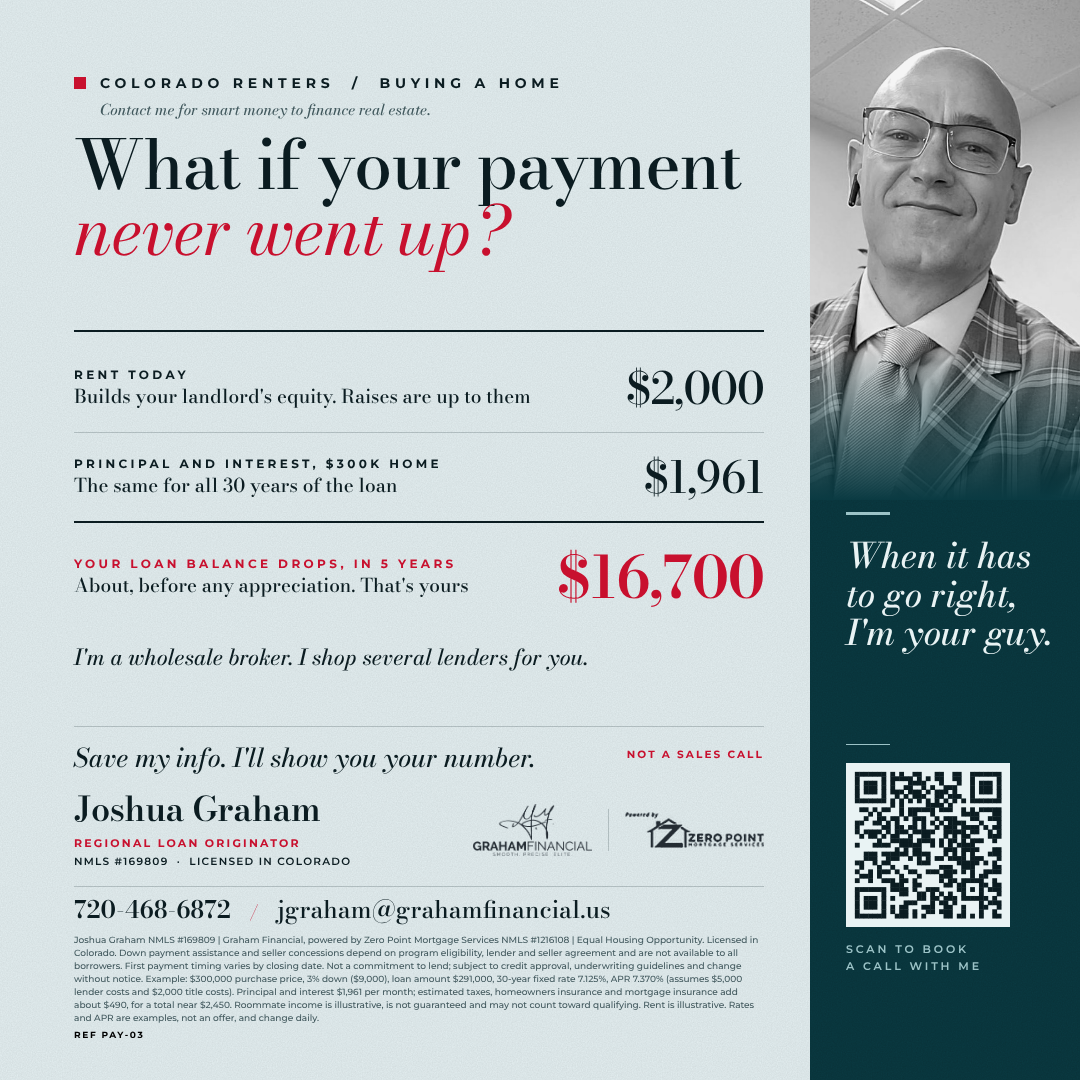 COLORADO RENTERS / BUYING A HOME
Contact me for smart money to finance real estate.
What if your payment
never went up?
RENT TODAY
Builds your landlord's equity. Raises are up to them
$2,000
PRINCIPAL AND INTEREST, $300K HOME
The same for all 30 years of the loan
$1,961
YOUR LOAN BALANCE DROPS, IN 5 YEARS
About, before any appreciation. That's yours
$16,700
I'm a wholesale broker. I shop several lenders for you.
Save my info. I'll show you your number.
NOT A SALES CALL
Joshua Graham
REGIONAL LOAN ORIGINATOR
NMLS #169809 · LICENSED IN COLORADO
GRAHAMFINANCIAL
SMOOTH. PRECISE. ELITE.
Powered by
ZERO POINT
MORTGAGE SERVICES
720-468-6872 / jgraham@grahamfinancial.us
Joshua Graham NMLS #169809 | Graham Financial, powered by Zero Point Mortgage Services NMLS #1216108 | Equal Housing Opportunity. Licensed in
Colorado. Down payment assistance and seller concessions depend on program eligibility, lender and seller agreement and are not available to all
borrowers. First payment timing varies by closing date. Not a commitment to lend; subject to credit approval, underwriting guidelines and change
without notice. Example: $300,000 purchase price, 3% down ($9,000), loan amount $291,000, 30-year fixed rate 7.125%, APR 7.370% (assumes $5,000
lender costs and $2,000 title costs). Principal and interest $1,961 per month; estimated taxes, homeowners insurance and mortgage insurance add
about $490, for a total near $2,450. Roommate income is illustrative, is not guaranteed and may not count toward qualifying. Rent is illustrative. Rates
and APR are examples, not an offer, and change daily.
REF PAY-03
When it has
to go right,
I'm your guy.
SCAN TO BOOK
A CALL WITH ME